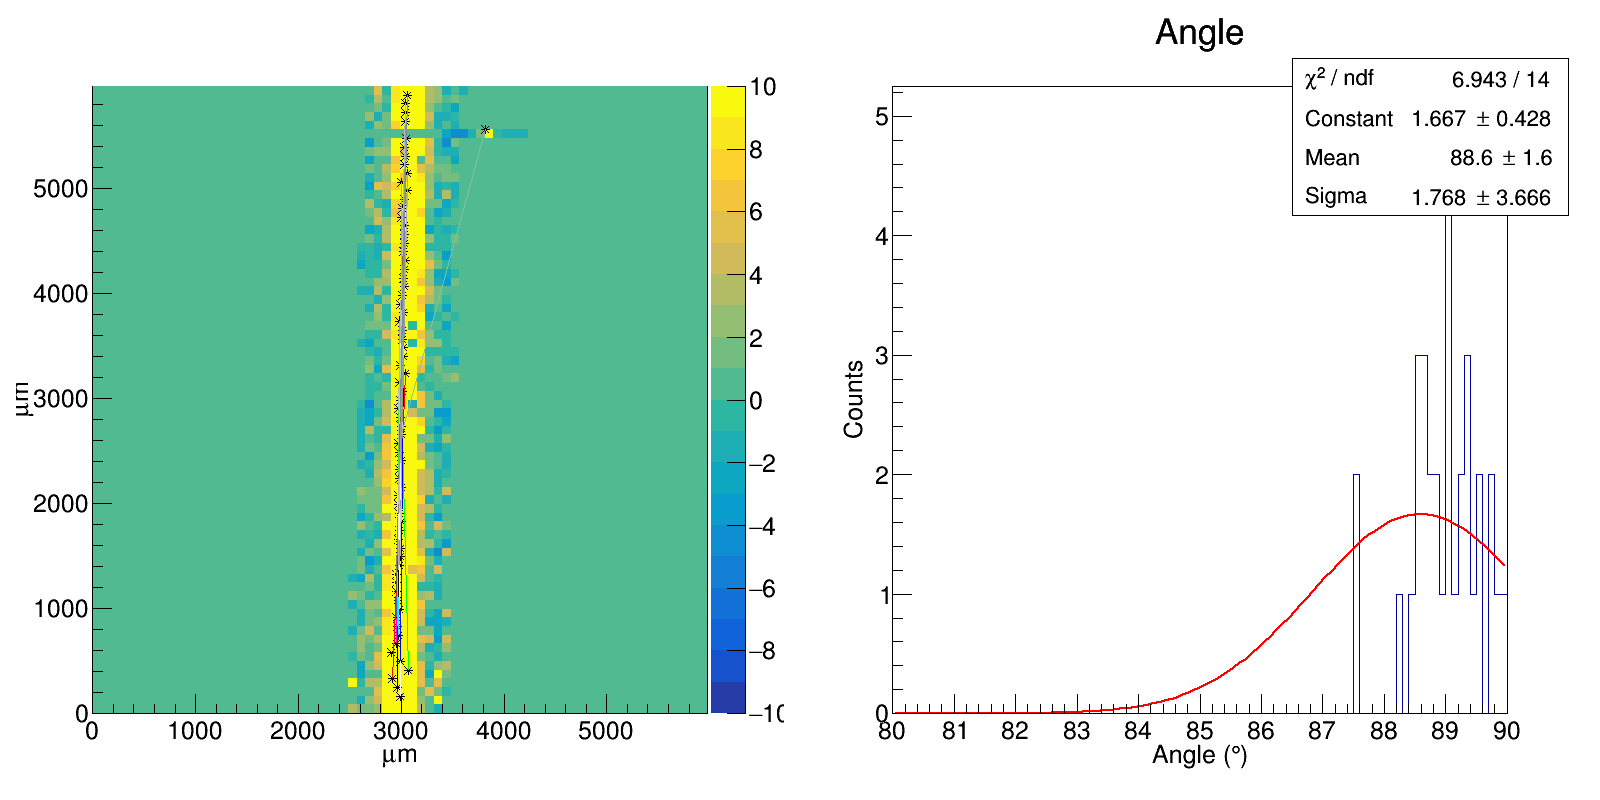 Angle
χ² / ndf 6.943 / 14
Constant 1.667 ± 0.428
Mean 88.6 ± 1.6
Sigma 1.768 ± 3.666
10
8
6
4
2
0
−2
−4
−6
−8
−10
5000
4000
3000
2000
1000
0
μm
0 1000 2000 3000 4000 5000
μm
5
4
3
2
1
0
Counts
80 81 82 83 84 85 86 87 88 89 90
Angle (°)